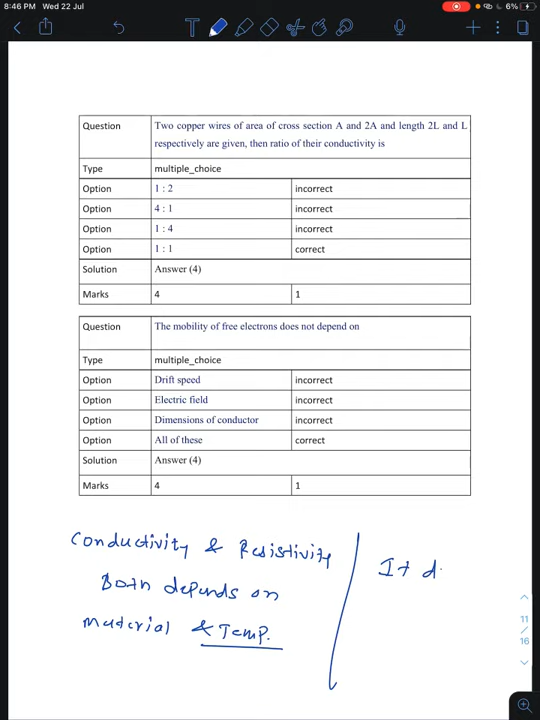 8:46 PM Wed 22 Jul
6%
Question Two copper wires of area of cross section A and 2A and length 2L and L
respectively are given, then ratio of their conductivity is
Type multiple_choice
Option 1 : 2 incorrect
Option 4 : 1 incorrect
Option 1 : 4 incorrect
Option 1 : 1 correct
Solution Answer (4)
Marks 4 1
Question The mobility of free electrons does not depend on
Type multiple_choice
Option Drift speed incorrect
Option Electric field incorrect
Option Dimensions of conductor incorrect
Option All of these correct
Solution Answer (4)
Marks 4 1
Conductivity & Resistivity
Both depends on
Material & Temp.
It d
11
/
16